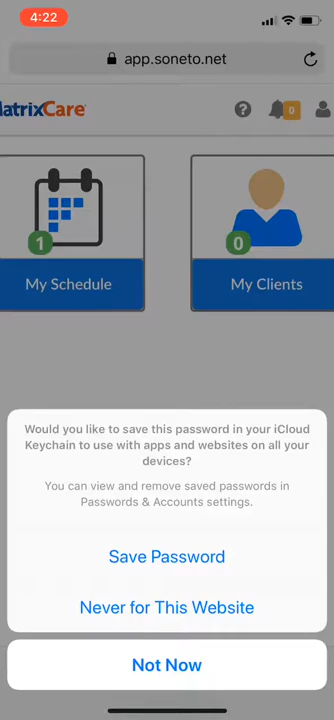 4:22
app.soneto.net
atrixCare
?
0
1
0
My Schedule
My Clients
Would you like to save this password in your iCloud
Keychain to use with apps and websites on all your
devices?
You can view and remove saved passwords in
Passwords & Accounts settings.
Save Password
Never for This Website
Not Now